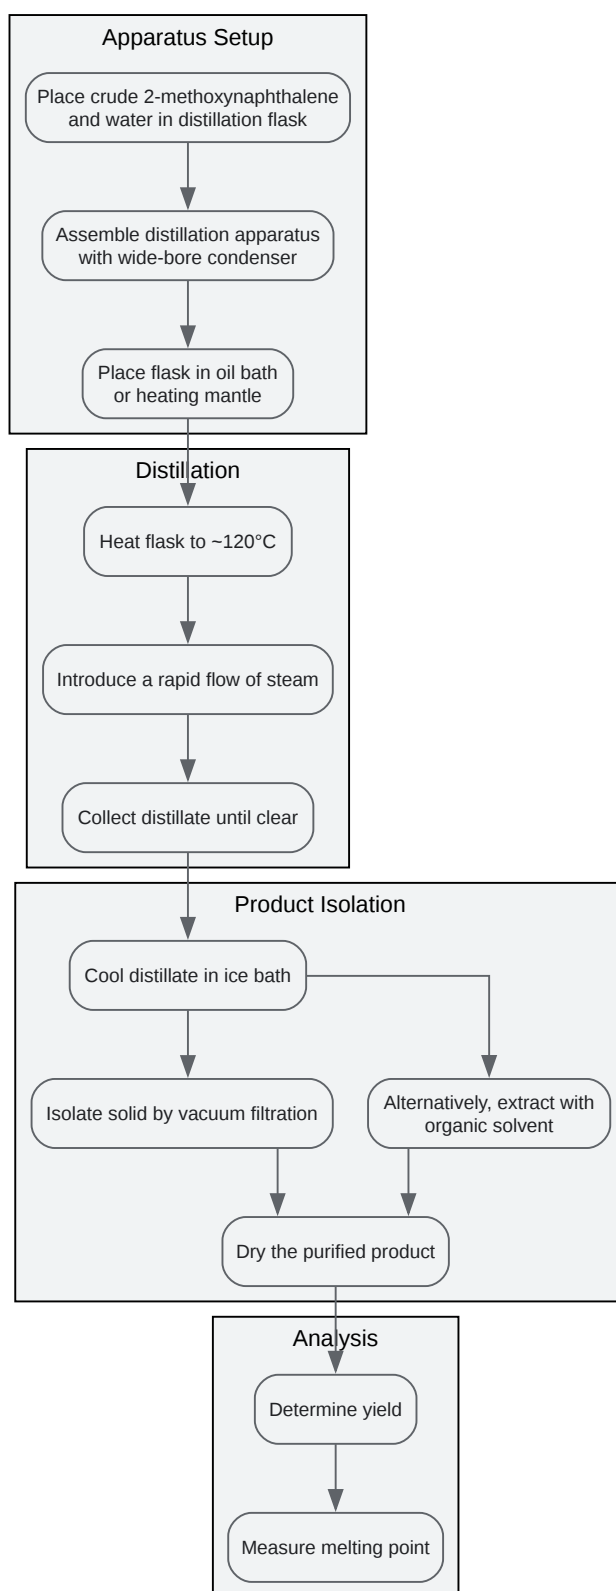 Apparatus Setup
Place crude 2-methoxynaphthalene
and water in distillation flask
Assemble distillation apparatus
with wide-bore condenser
Place flask in oil bath
or heating mantle
Distillation
Heat flask to ~120°C
Introduce a rapid flow of steam
Collect distillate until clear
Product Isolation
Cool distillate in ice bath
Isolate solid by vacuum filtration
Alternatively, extract with
organic solvent
Dry the purified product
Analysis
Determine yield
Measure melting point